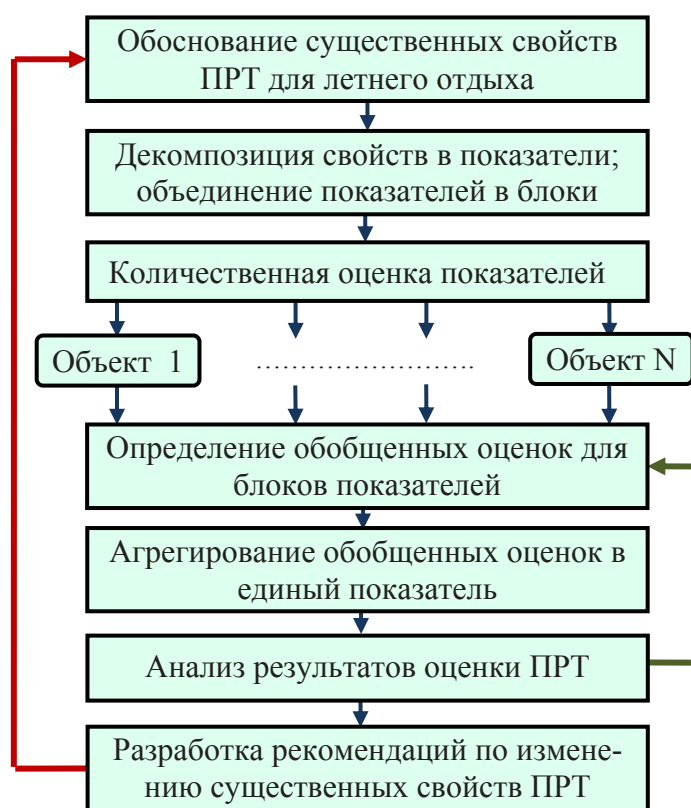 Обоснование существенных свойств
ПРТ для летнего отдыха
Декомпозиция свойств в показатели;
объединение показателей в блоки
Количественная оценка показателей
Объект 1 ........................ Объект N
Определение обобщенных оценок для
блоков показателей
Агрегирование обобщенных оценок в
единый показатель
Анализ результатов оценки ПРТ
Разработка рекомендаций по измене-
нию существенных свойств ПРТ